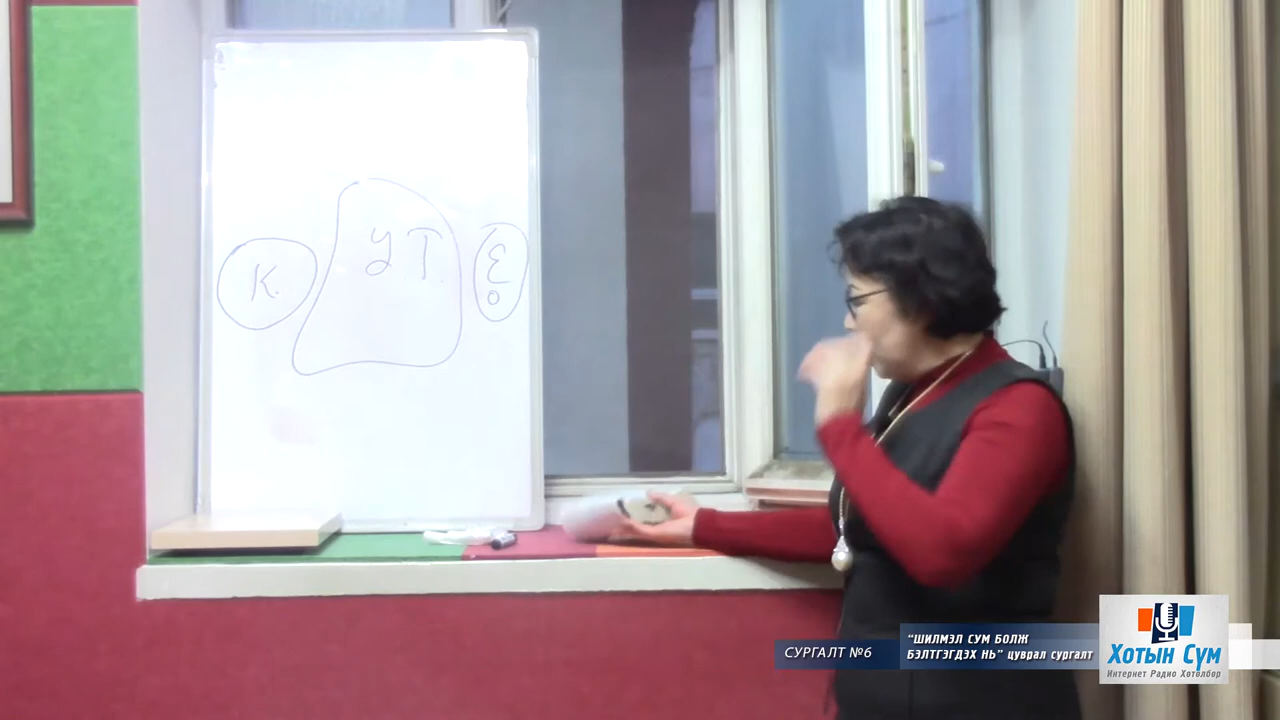 К.
УТ
Е
О
СУРГАЛТ №6
“ШИЛМЭЛ СУМ БОЛЖ
БЭЛТГЭГДЭХ НЬ” цуврал сургалт
ХОТЫН СУМ
Интернет Радио Хөтөлбөр